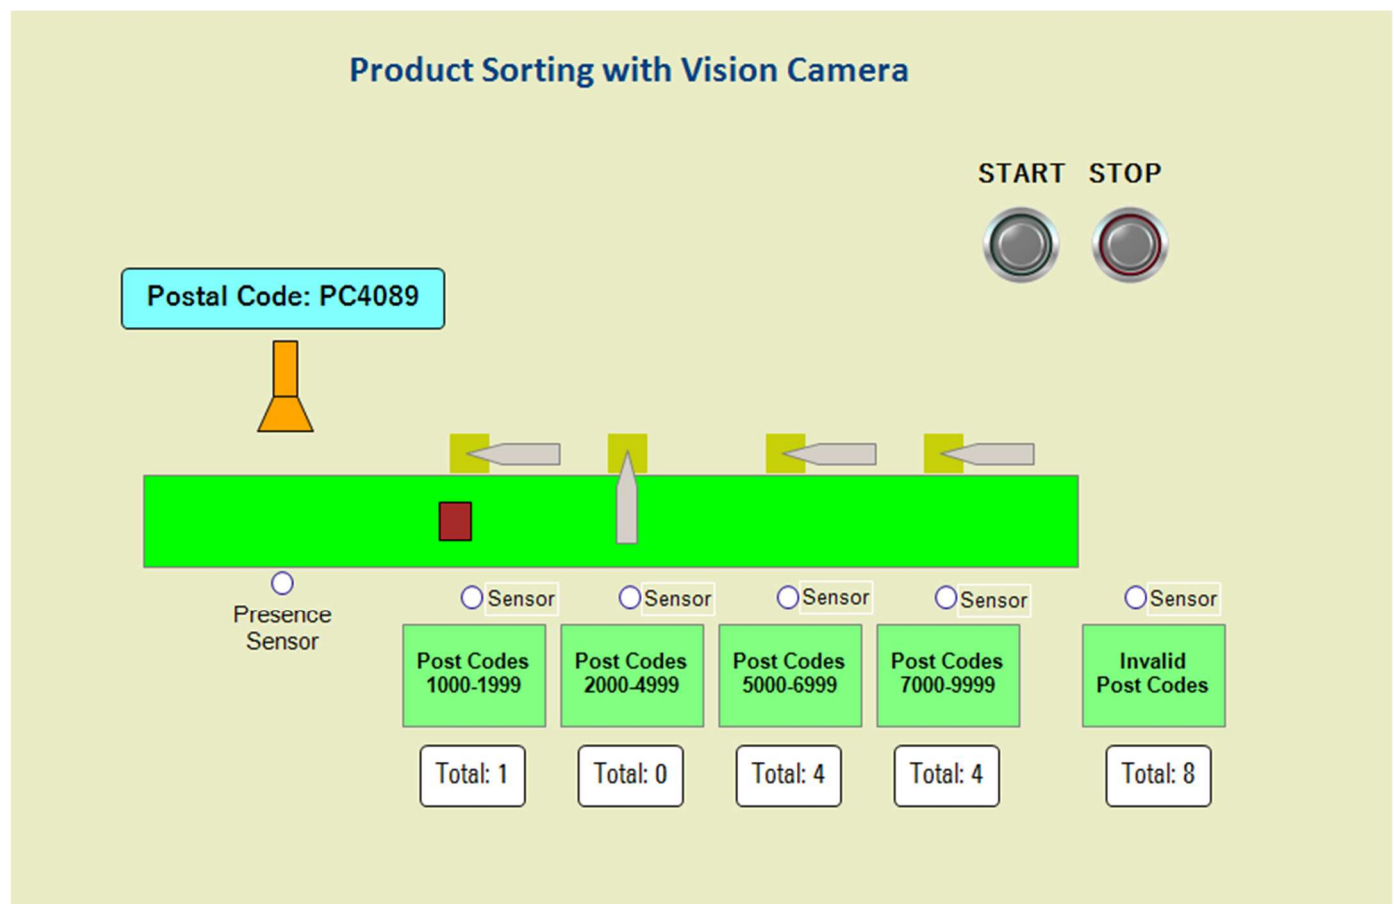 Product Sorting with Vision Camera
START STOP
Postal Code: PC4089
Presence
Sensor
Sensor
Sensor
Sensor
Sensor
Sensor
Post Codes
1000-1999
Post Codes
2000-4999
Post Codes
5000-6999
Post Codes
7000-9999
Invalid
Post Codes
Total: 1
Total: 0
Total: 4
Total: 4
Total: 8